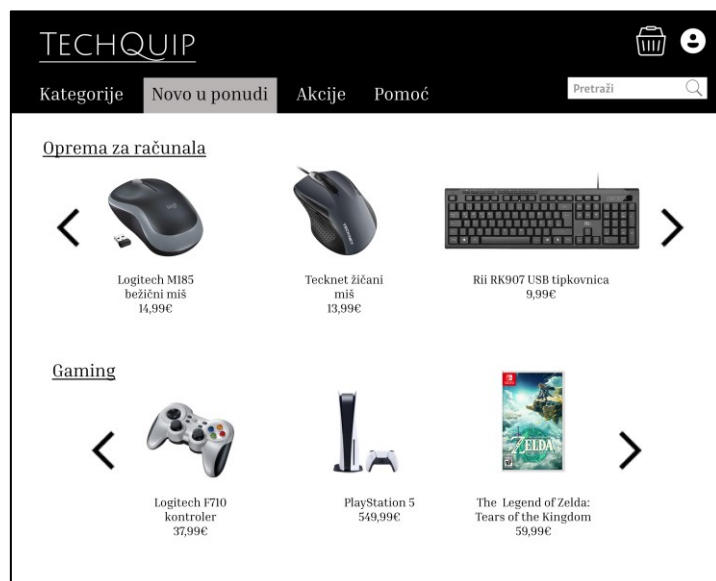 TECHQUIP
Kategorije Novo u ponudi Akcije Pomoć Pretraži
Oprema za računala
Logitech M185
bežični miš
14,99€
Tecknet žičani
miš
13,99€
Rii RK907 USB tipkovnica
9,99€
Gaming
Logitech F710
kontroler
37,99€
PlayStation 5
549,99€
ZELDA
The Legend of Zelda:
Tears of the Kingdom
59,99€